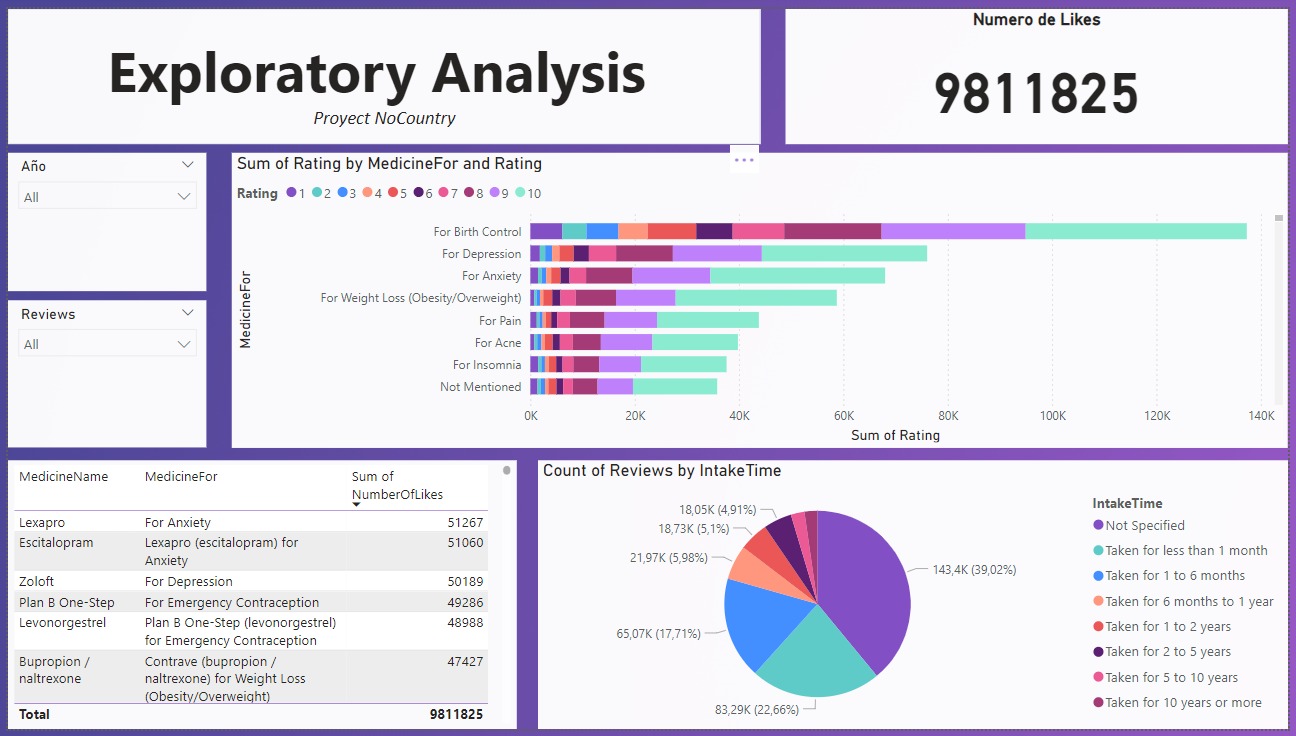 Exploratory Analysis
Proyect NoCountry
Numero de Likes
9811825
Año
All
Reviews
All
Sum of Rating by MedicineFor and Rating
Rating 1 2 3 4 5 6 7 8 9 10
MedicineFor
For Birth Control
For Depression
For Anxiety
For Weight Loss (Obesity/Overweight)
For Pain
For Acne
For Insomnia
Not Mentioned
0K 20K 40K 60K 80K 100K 120K 140K
Sum of Rating
MedicineName MedicineFor Sum of
NumberOfLikes
Lexapro For Anxiety 51267
Escitalopram Lexapro (escitalopram) for 51060
Anxiety
Zoloft For Depression 50189
Plan B One-Step For Emergency Contraception 49286
Levonorgestrel Plan B One-Step (levonorgestrel) 48988
for Emergency Contraception
Bupropion / Contrave (bupropion / 47427
naltrexone naltrexone) for Weight Loss
(Obesity/Overweight)
Total 9811825
Count of Reviews by IntakeTime
18,05K (4,91%)
18,73K (5,1%)
21,97K (5,98%)
143,4K (39,02%)
65,07K (17,71%)
83,29K (22,66%)
IntakeTime
Not Specified
Taken for less than 1 month
Taken for 1 to 6 months
Taken for 6 months to 1 year
Taken for 1 to 2 years
Taken for 2 to 5 years
Taken for 5 to 10 years
Taken for 10 years or more